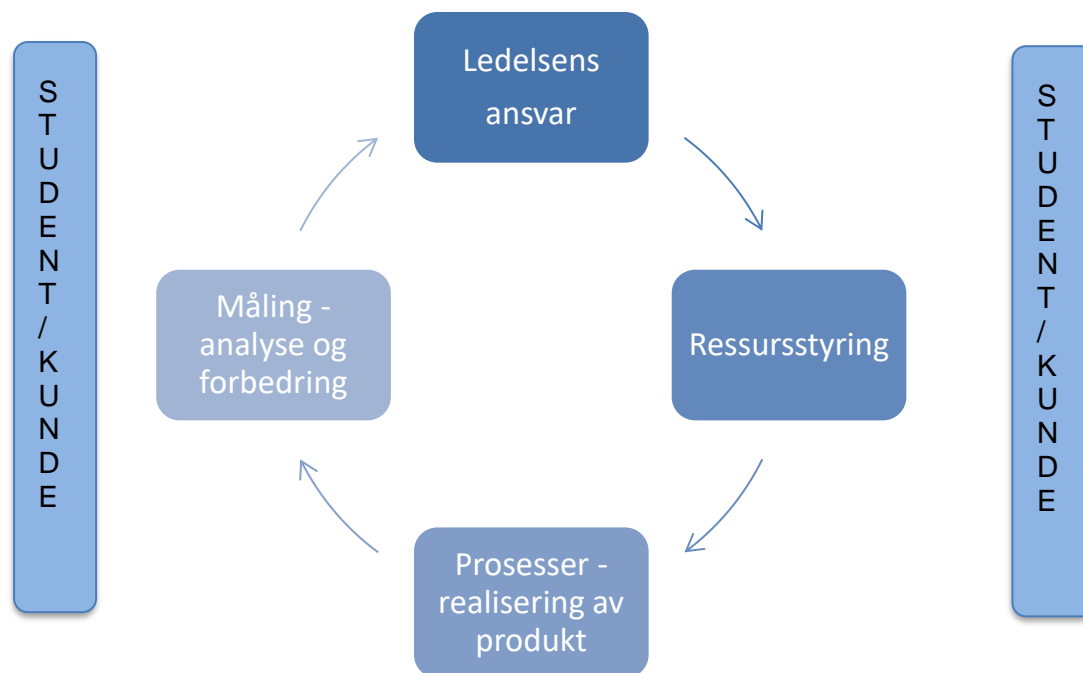 STUDENT/KUNDE
Ledelsens
ansvar
Måling -
analyse og
forbedring
Ressursstyring
Prosesser -
realisering av
produkt
STUDENT/KUNDE